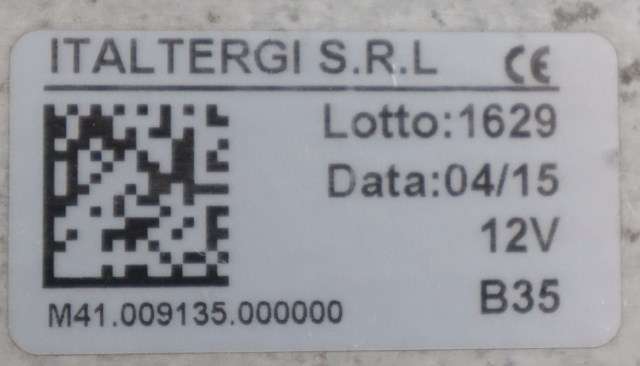 ITALTERGI S.R.L CE
Lotto:1629
Data:04/15
12V
B35
M41.009135.000000